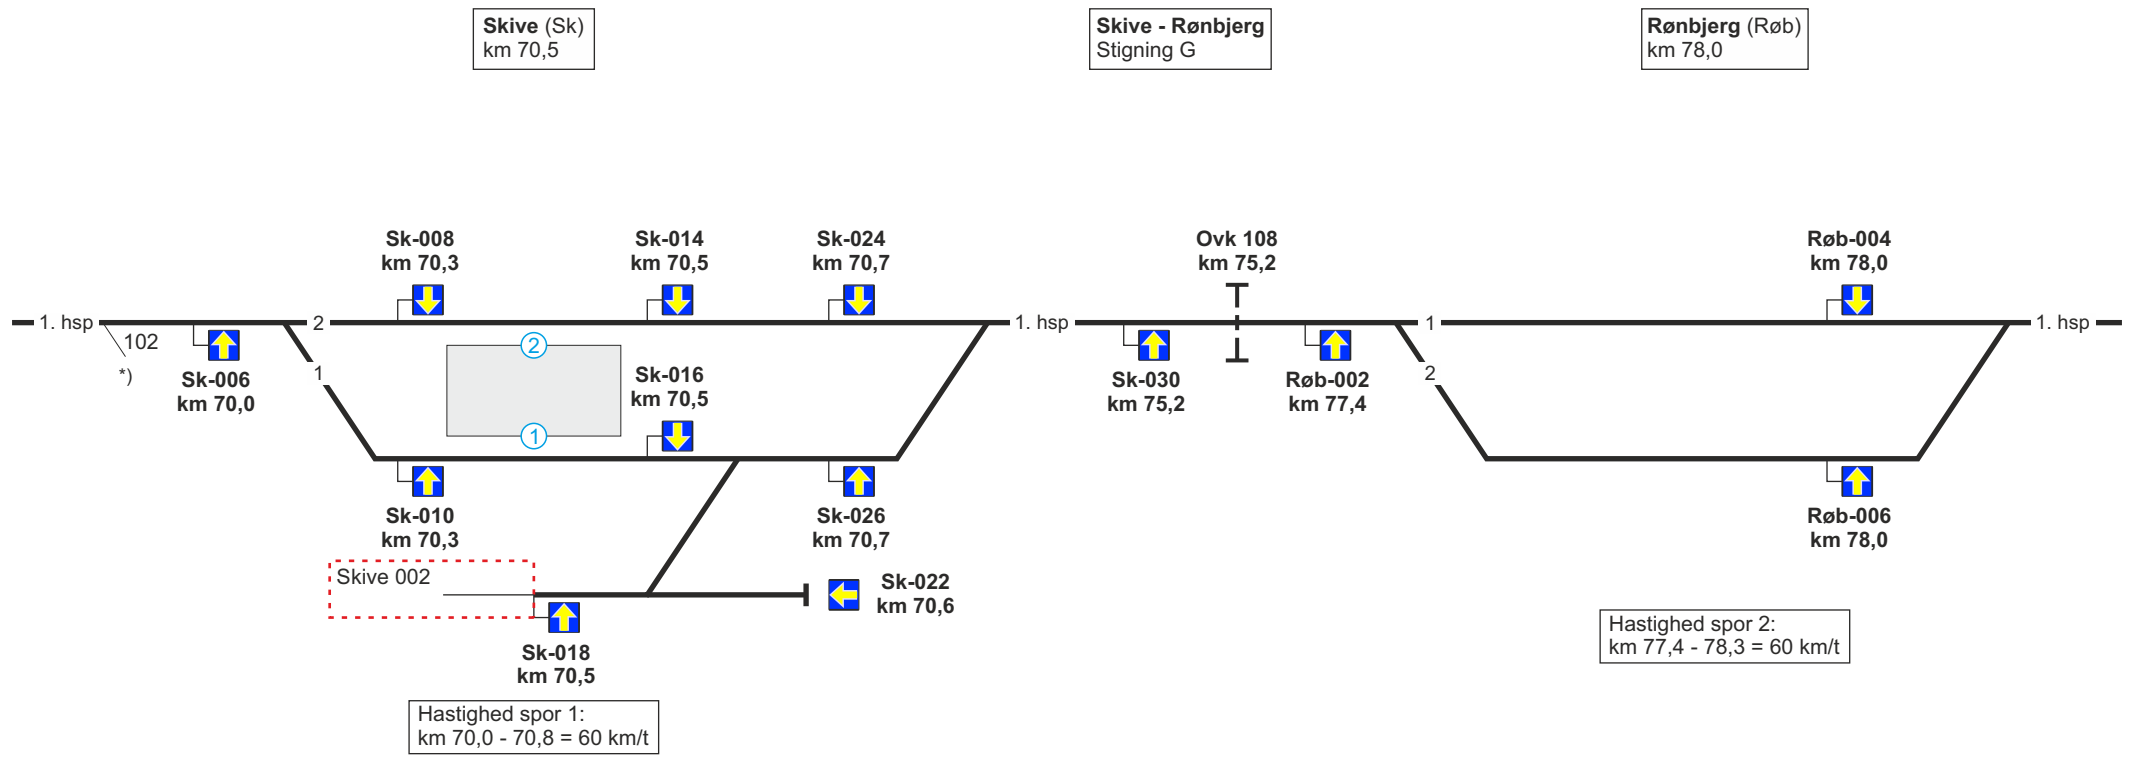 Skive (Sk)
km 70,5
Skive - Rønbjerg
Stigning G
Rønbjerg (Røb)
km 78,0
Sk-008
km 70,3
Sk-014
km 70,5
Sk-024
km 70,7
Ovk 108
km 75,2
Røb-004
km 78,0
1. hsp
2
1. hsp
1
1. hsp
102
*)
Sk-006
km 70,0
1
2
Sk-016
km 70,5
Sk-030
km 75,2
Røb-002
km 77,4
2
1
Sk-010
km 70,3
Sk-026
km 70,7
Røb-006
km 78,0
Skive 002
Sk-022
km 70,6
Sk-018
km 70,5
Hastighed spor 2:
km 77,4 - 78,3 = 60 km/t
Hastighed spor 1:
km 70,0 - 70,8 = 60 km/t